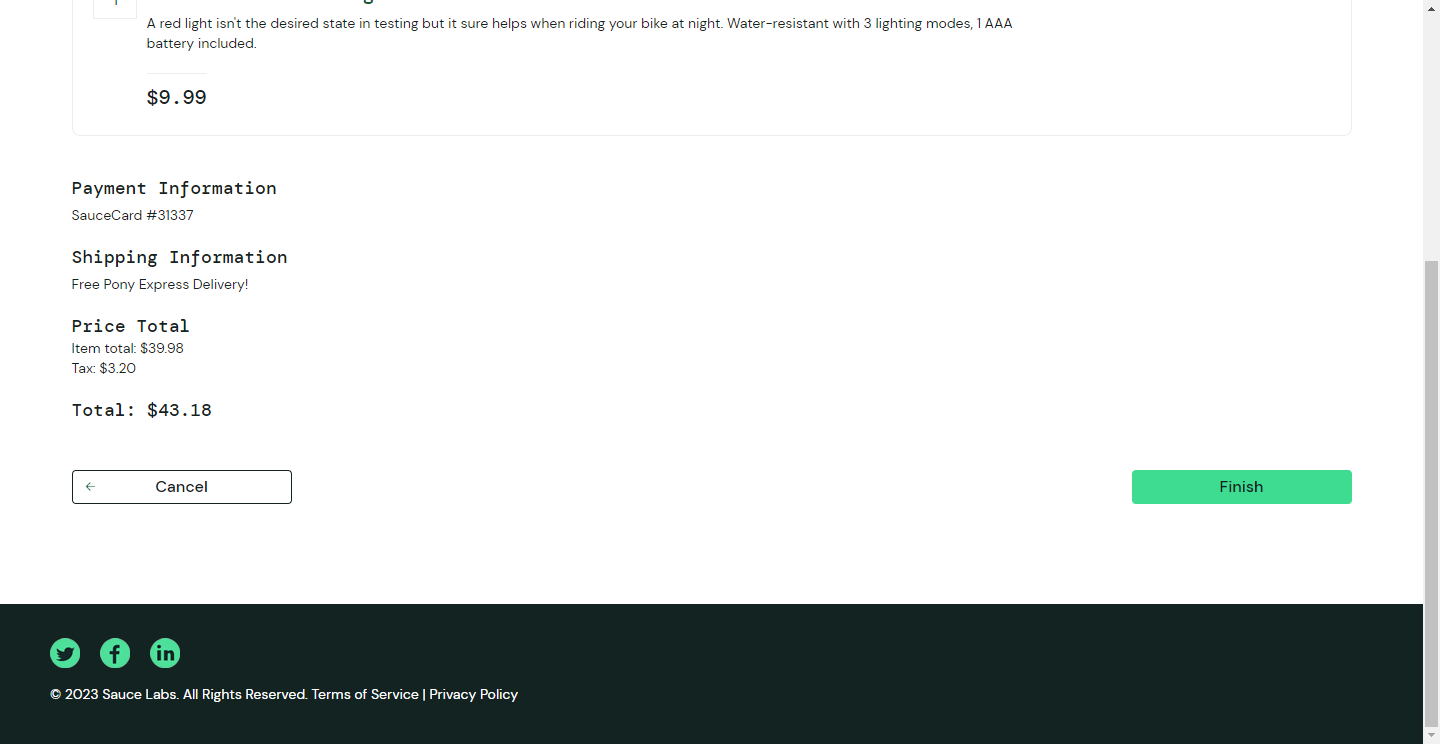 A red light isn't the desired state in testing but it sure helps when riding your bike at night. Water-resistant with 3 lighting modes, 1 AAA
battery included.
$9.99
Payment Information
SauceCard #31337
Shipping Information
Free Pony Express Delivery!
Price Total
Item total: $39.98
Tax: $3.20
Total: $43.18
Cancel
Finish
© 2023 Sauce Labs. All Rights Reserved. Terms of Service | Privacy Policy